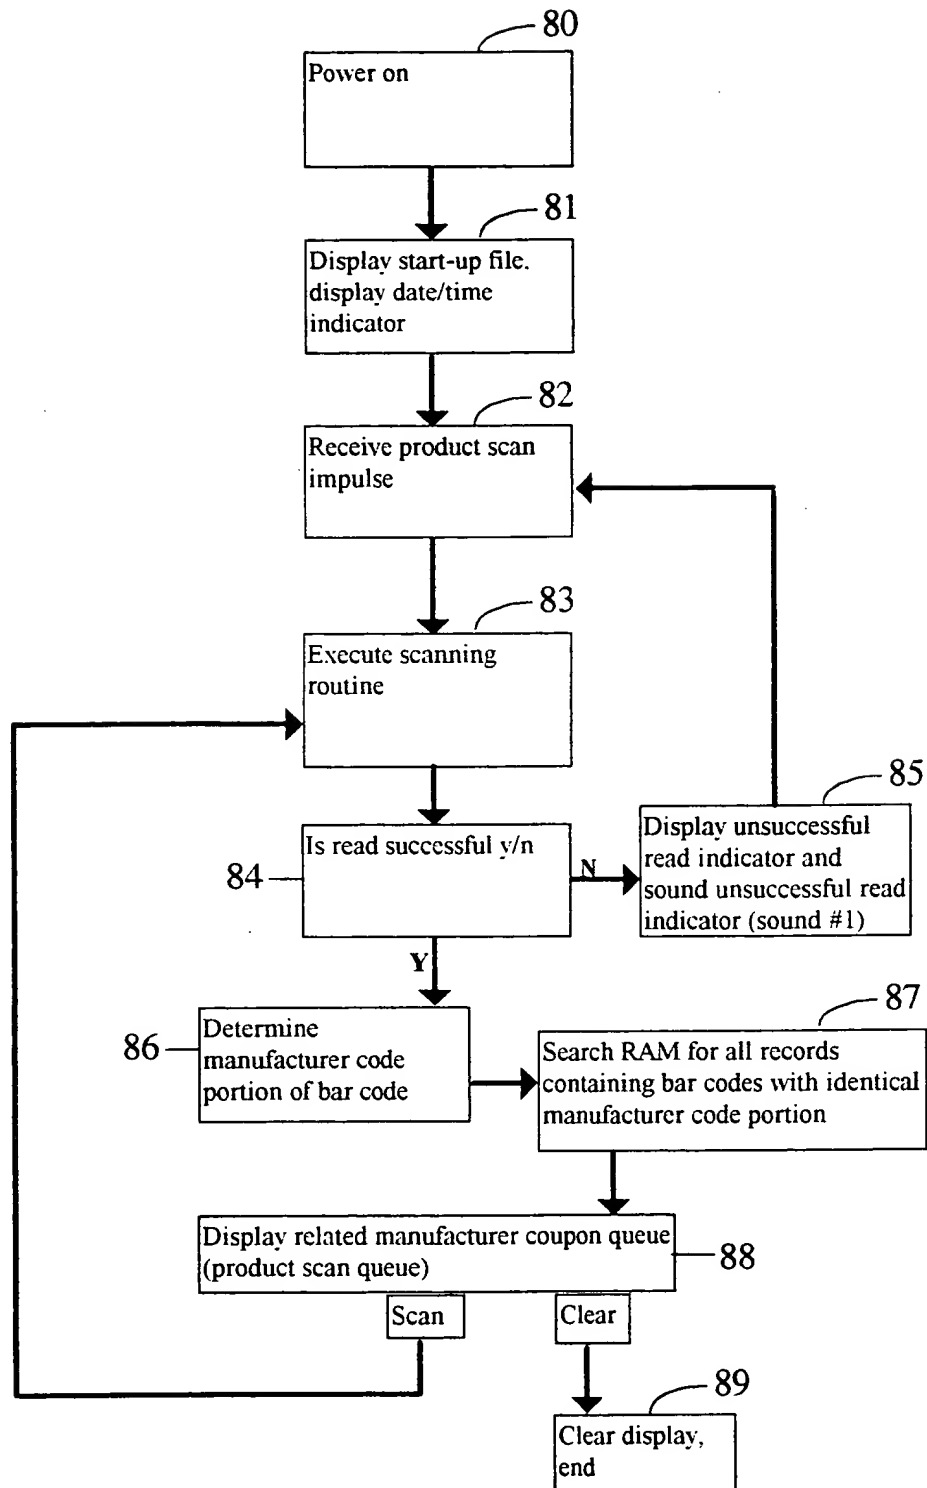 80
Power on
81
Display start-up file.
display date/time
indicator
82
Receive product scan
impulse
83
Execute scanning
routine
84
Is read successful y/n
N
85
Display unsuccessful
read indicator and
sound unsuccessful read
indicator (sound #1)
Y
86
Determine
manufacturer code
portion of bar code
87
Search RAM for all records
containing bar codes with identical
manufacturer code portion
Display related manufacturer coupon queue
(product scan queue)
88
Scan
Clear
89
Clear display,
end